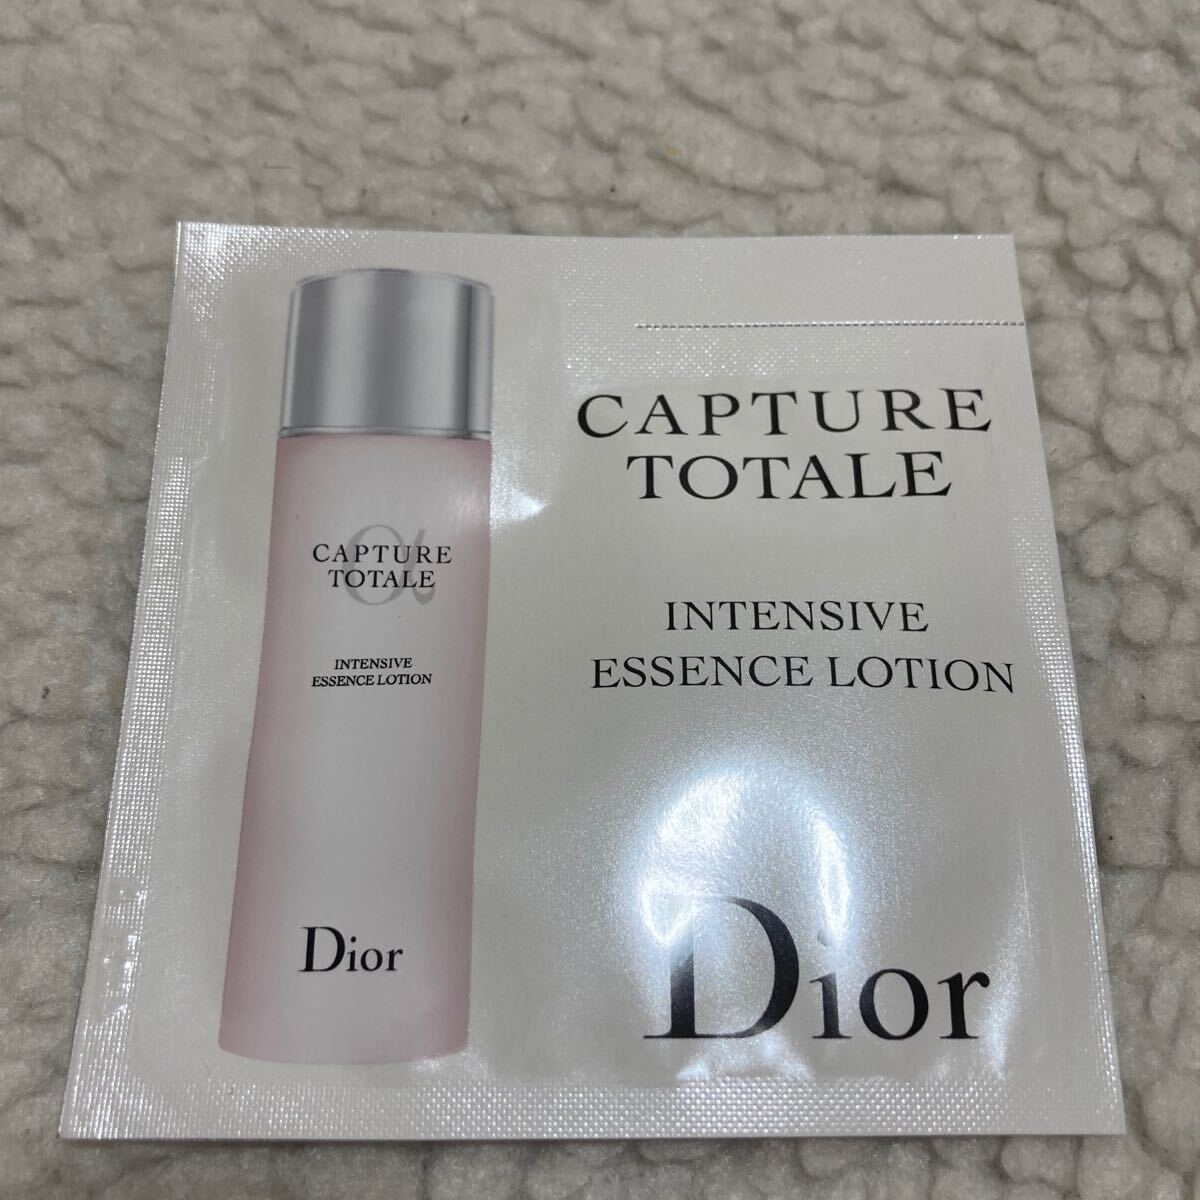 CAPTURE
TOTALE
INTENSIVE
ESSENCE LOTION
Dior
α
CAPTURE
TOTALE
INTENSIVE
ESSENCE LOTION
Dior